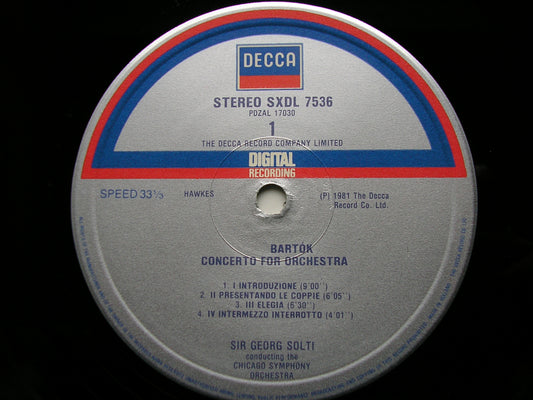 DECCA
STEREO SXDL 7536
PDZAL 17030
1
THE DECCA RECORD COMPANY LIMITED
DIGITAL
RECORDING
SPEED 33⅓
HAWKES
(P) 1981 The Decca
Record Co. Ltd.
BARTÓK
CONCERTO FOR ORCHESTRA
1. I INTRODUZIONE (9'00'')
2. II PRESENTANDO LE COPPIE (6'05'')
3. III ELEGIA (6'30'')
4. IV INTERMEZZO INTERROTTO (4'01'')
SIR GEORG SOLTI
conducting the
CHICAGO SYMPHONY
ORCHESTRA